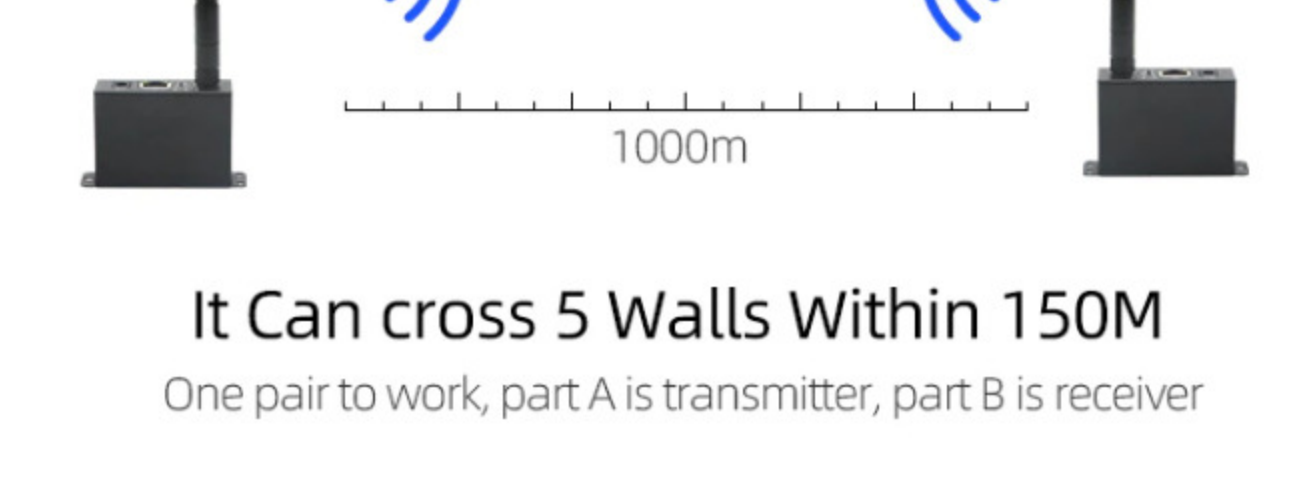 1000m
It Can cross 5 Walls Within 150M
One pair to work, part A is transmitter, part B is receiver